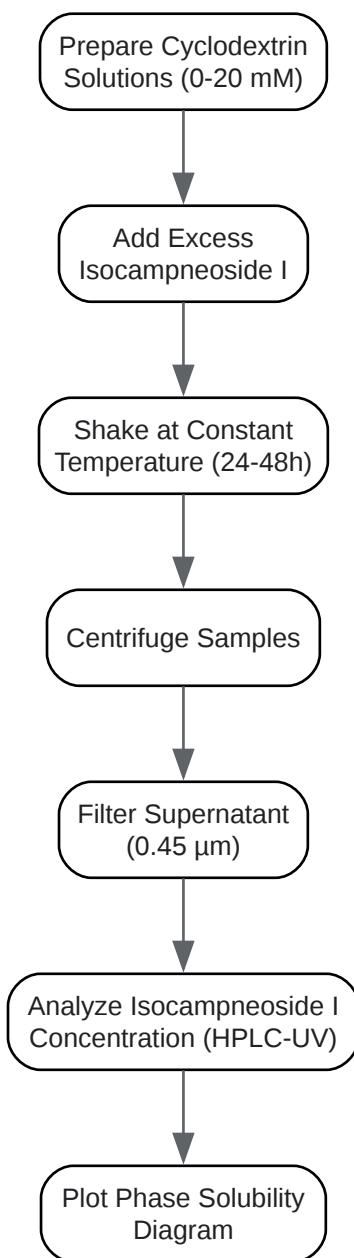 Prepare Cyclodextrin
Solutions (0-20 mM)
Add Excess
Isocampneoside I
Shake at Constant
Temperature (24-48h)
Centrifuge Samples
Filter Supernatant
(0.45 µm)
Analyze Isocampneoside I
Concentration (HPLC-UV)
Plot Phase Solubility
Diagram